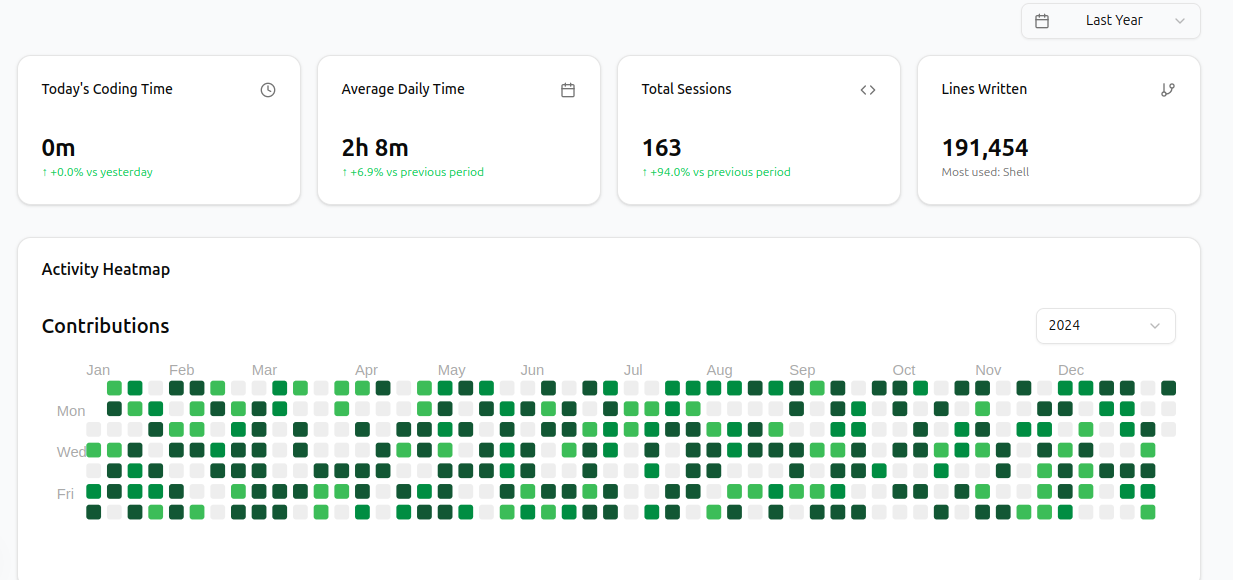 Last Year
Today's Coding Time
0m
↑ +0.0% vs yesterday
Average Daily Time
2h 8m
↑ +6.9% vs previous period
Total Sessions
163
↑ +94.0% vs previous period
Lines Written
191,454
Most used: Shell
Activity Heatmap
Contributions
2024
Jan Feb Mar Apr May Jun Jul Aug Sep Oct Nov Dec
Mon
Wed
Fri